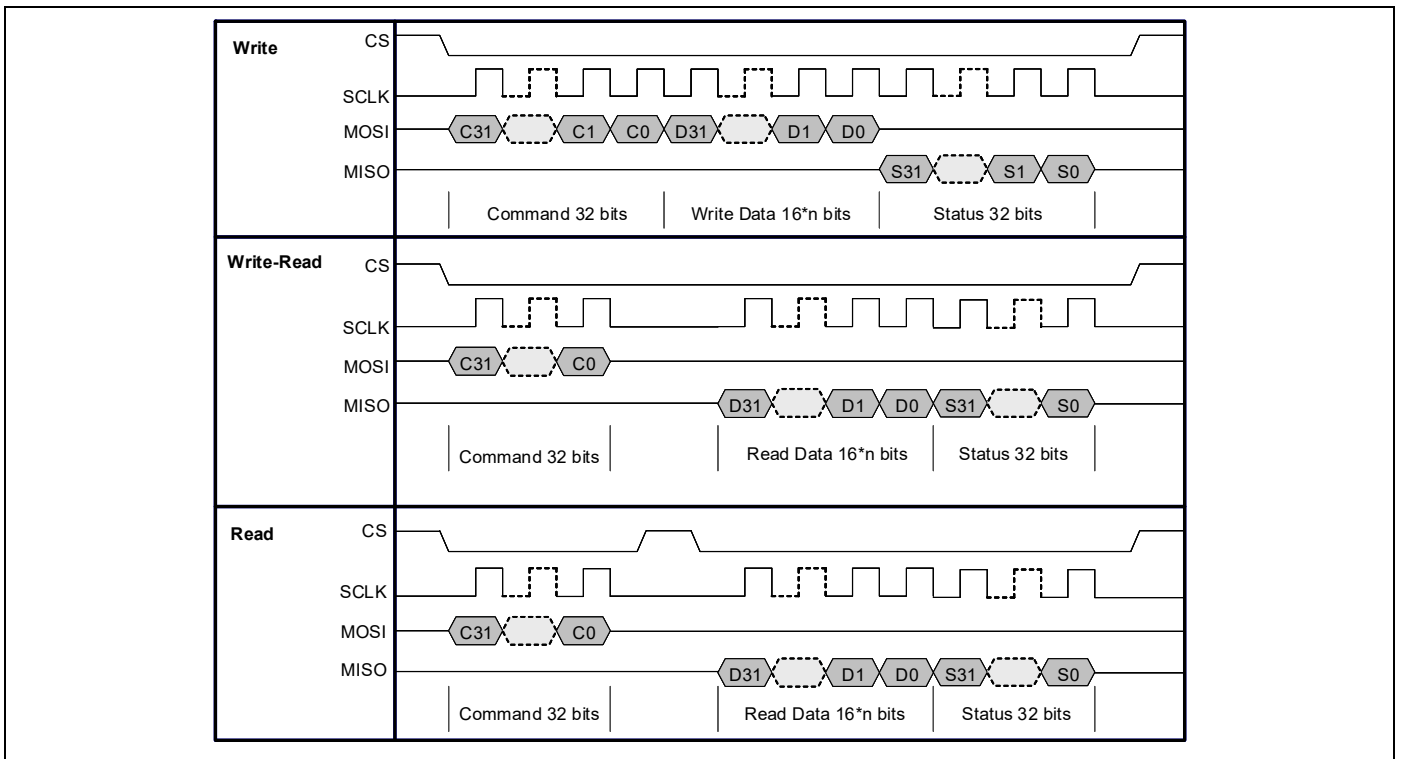 Write
CS
SCLK
MOSI C31 C1 C0 D31 D1 D0
MISO S31 S1 S0
Command 32 bits Write Data 16*n bits Status 32 bits
Write-Read
CS
SCLK
MOSI C31 C0
MISO D31 D1 D0 S31 S0
Command 32 bits Read Data 16*n bits Status 32 bits
Read
CS
SCLK
MOSI C31 C0
MISO D31 D1 D0 S31 S0
Command 32 bits Read Data 16*n bits Status 32 bits